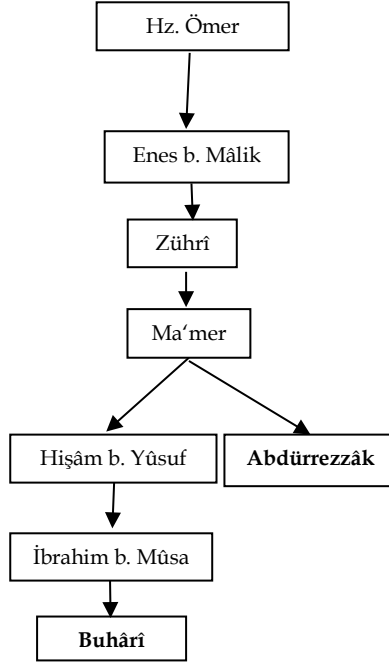 Hz. Ömer
Enes b. Mâlik
Zührî
Ma‘mer
Hişâm b. Yûsuf
Abdürrezzâk
İbrahim b. Mûsa
Buhârî